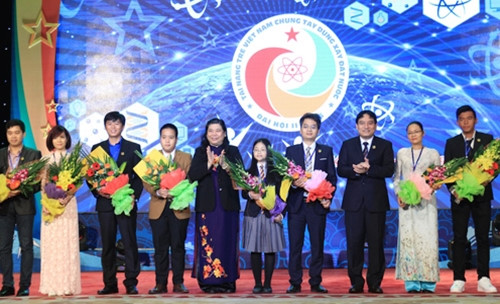 TÀI NĂNG TRẺ VIỆT NAM CHUNG TAY DỰNG XÂY ĐẤT NƯỚC
ĐẠI HỘI II